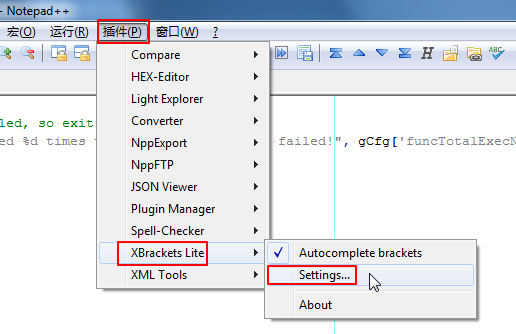 - Notepad++
宏(O) 运行(R) 插件(P) 窗口(W) ?
Compare
HEX-Editor
Light Explorer
led, so exit
Converter
ed %d times
failed!", gCfg['funcTotalExecN
NppExport
NppFTP
JSON Viewer
Plugin Manager
Spell-Checker
XBrackets Lite
Autocomplete brackets
XML Tools
Settings...
About